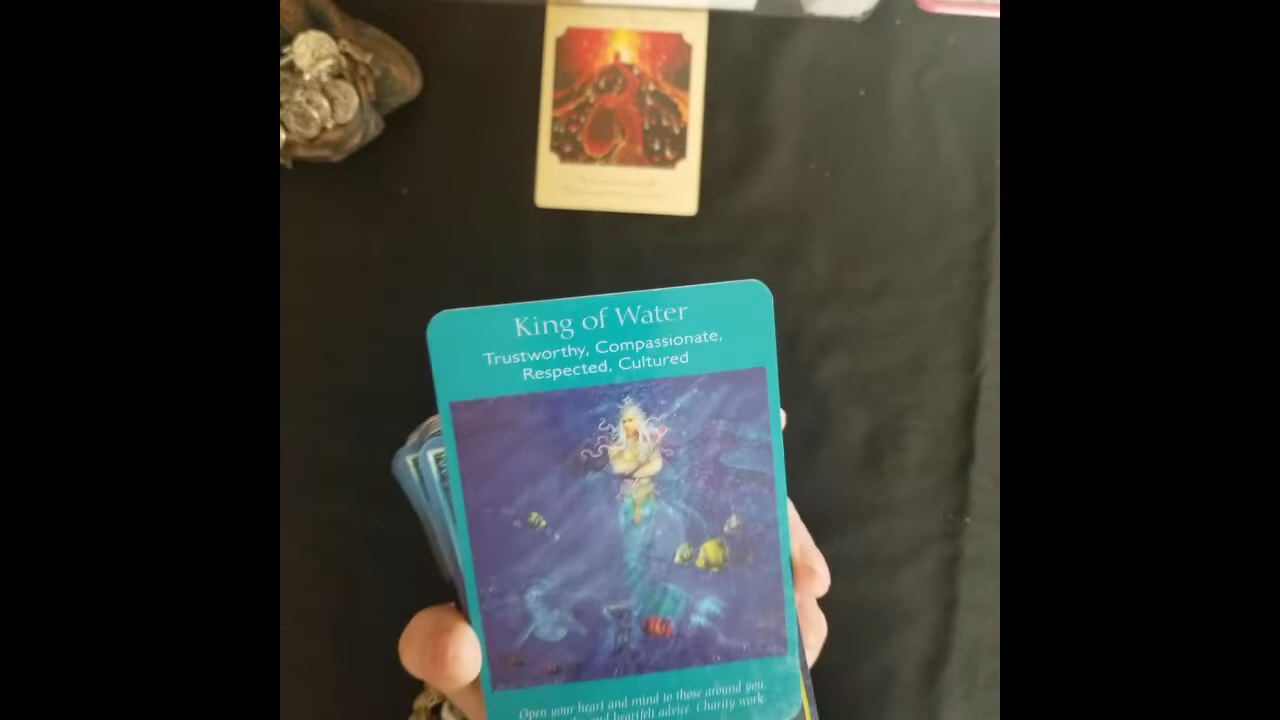 King of Water
Trustworthy, Compassionate,
Respected, Cultured
Open your heart and mind to those around you.
and heartfelt advice. Charity work.